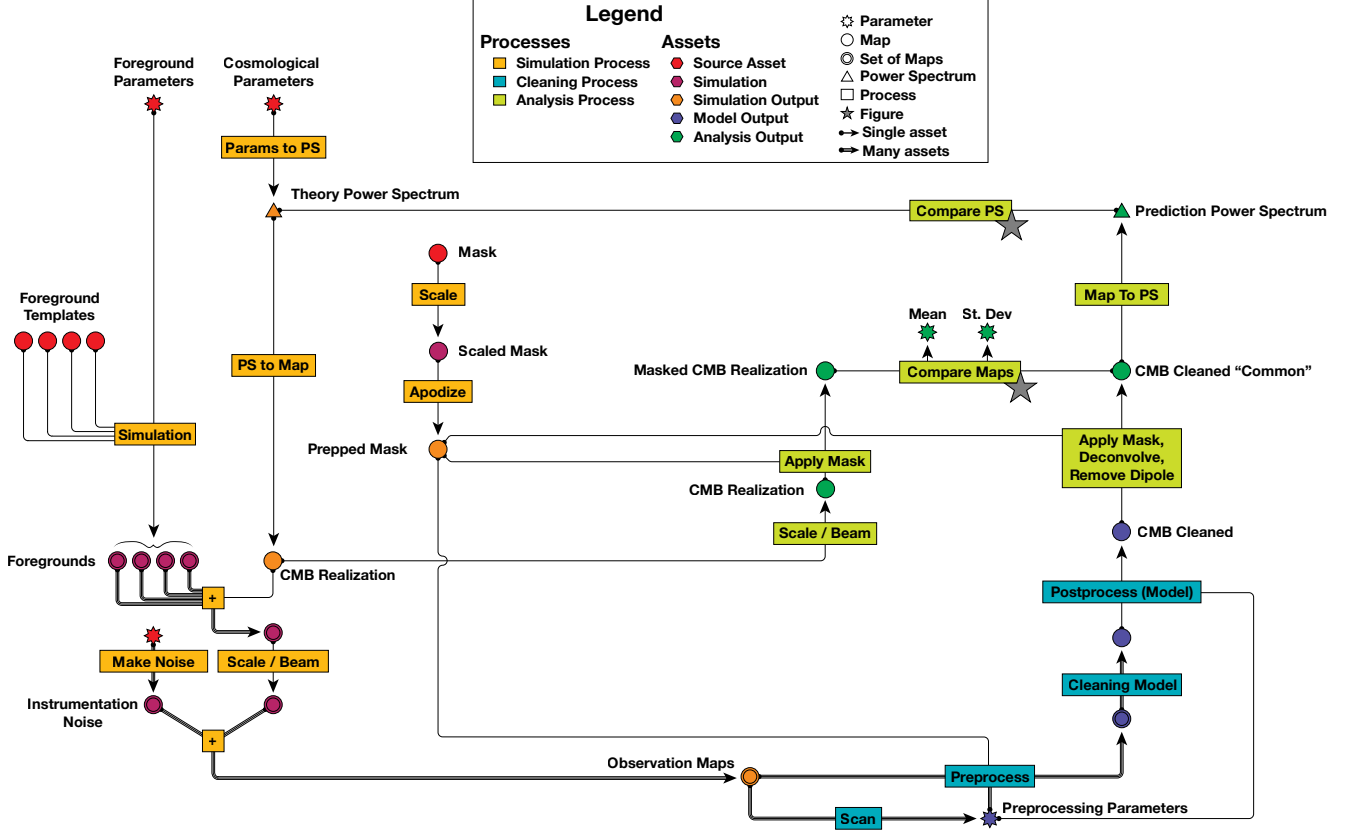 Legend
Processes
Simulation Process
Cleaning Process
Analysis Process
Assets
Source Asset
Simulation
Simulation Output
Model Output
Analysis Output
Parameter
Map
Set of Maps
Power Spectrum
Process
Figure
Single asset
Many assets
Foreground
Parameters
Cosmological
Parameters
Params to PS
Theory Power Spectrum
Compare PS
Prediction Power Spectrum
Mask
Scale
Map To PS
Foreground
Templates
Mean
St. Dev
Scaled Mask
PS to Map
Masked CMB Realization
Compare Maps
CMB Cleaned “Common”
Apodize
Simulation
Prepped Mask
Apply Mask
Apply Mask,
Deconvolve,
Remove Dipole
CMB Realization
Scale / Beam
CMB Cleaned
Foregrounds
CMB Realization
+
Postprocess (Model)
Make Noise
Scale / Beam
Cleaning Model
Instrumentation
Noise
+
Observation Maps
Preprocess
Scan
Preprocessing Parameters